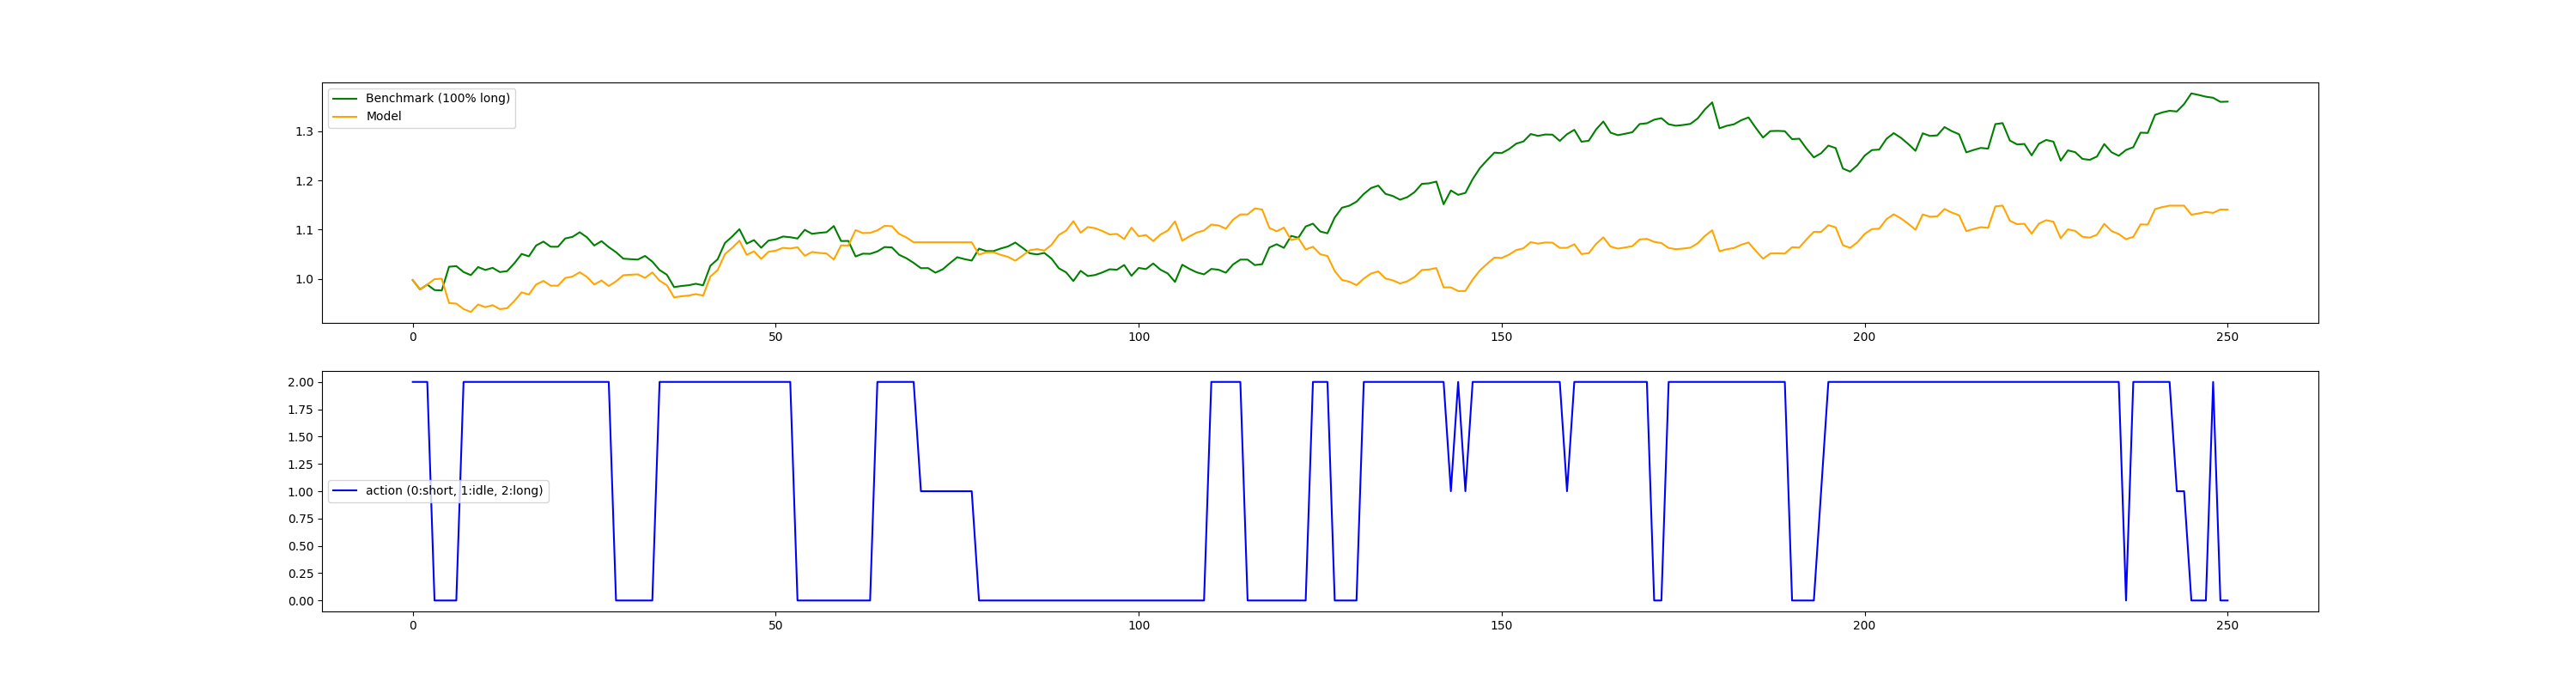 Benchmark (100% long)
Model
1.3
1.2
1.1
1.0
0 50 100 150 200 250
2.00
1.75
1.50
1.25
1.00
0.75
0.50
0.25
0.00
action (0:short, 1:idle, 2:long)
0 50 100 150 200 250